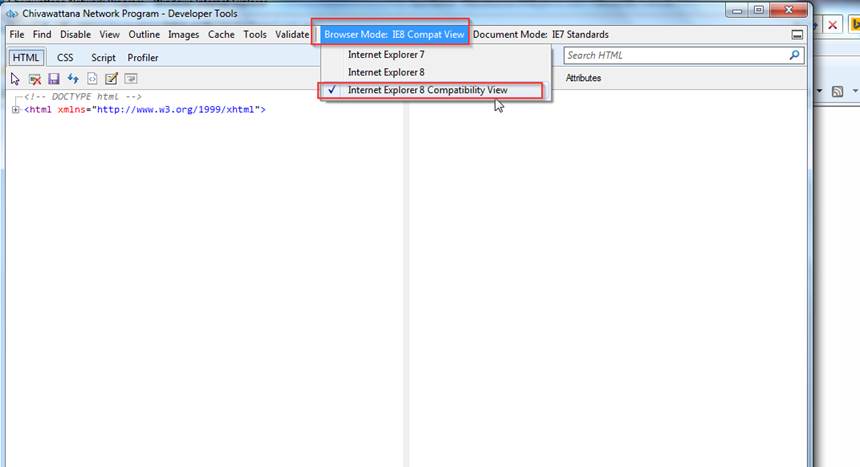 Chivawattana Network Program - Developer Tools
File Find Disable View Outline Images Cache Tools Validate Browser Mode: IE8 Compat View Document Mode: IE7 Standards
HTML CSS Script Profiler Search HTML
Internet Explorer 7
Internet Explorer 8
Attributes
Internet Explorer 8 Compatibility View
<!-- DOCTYPE html -->
<html xmlns="http://www.w3.org/1999/xhtml">